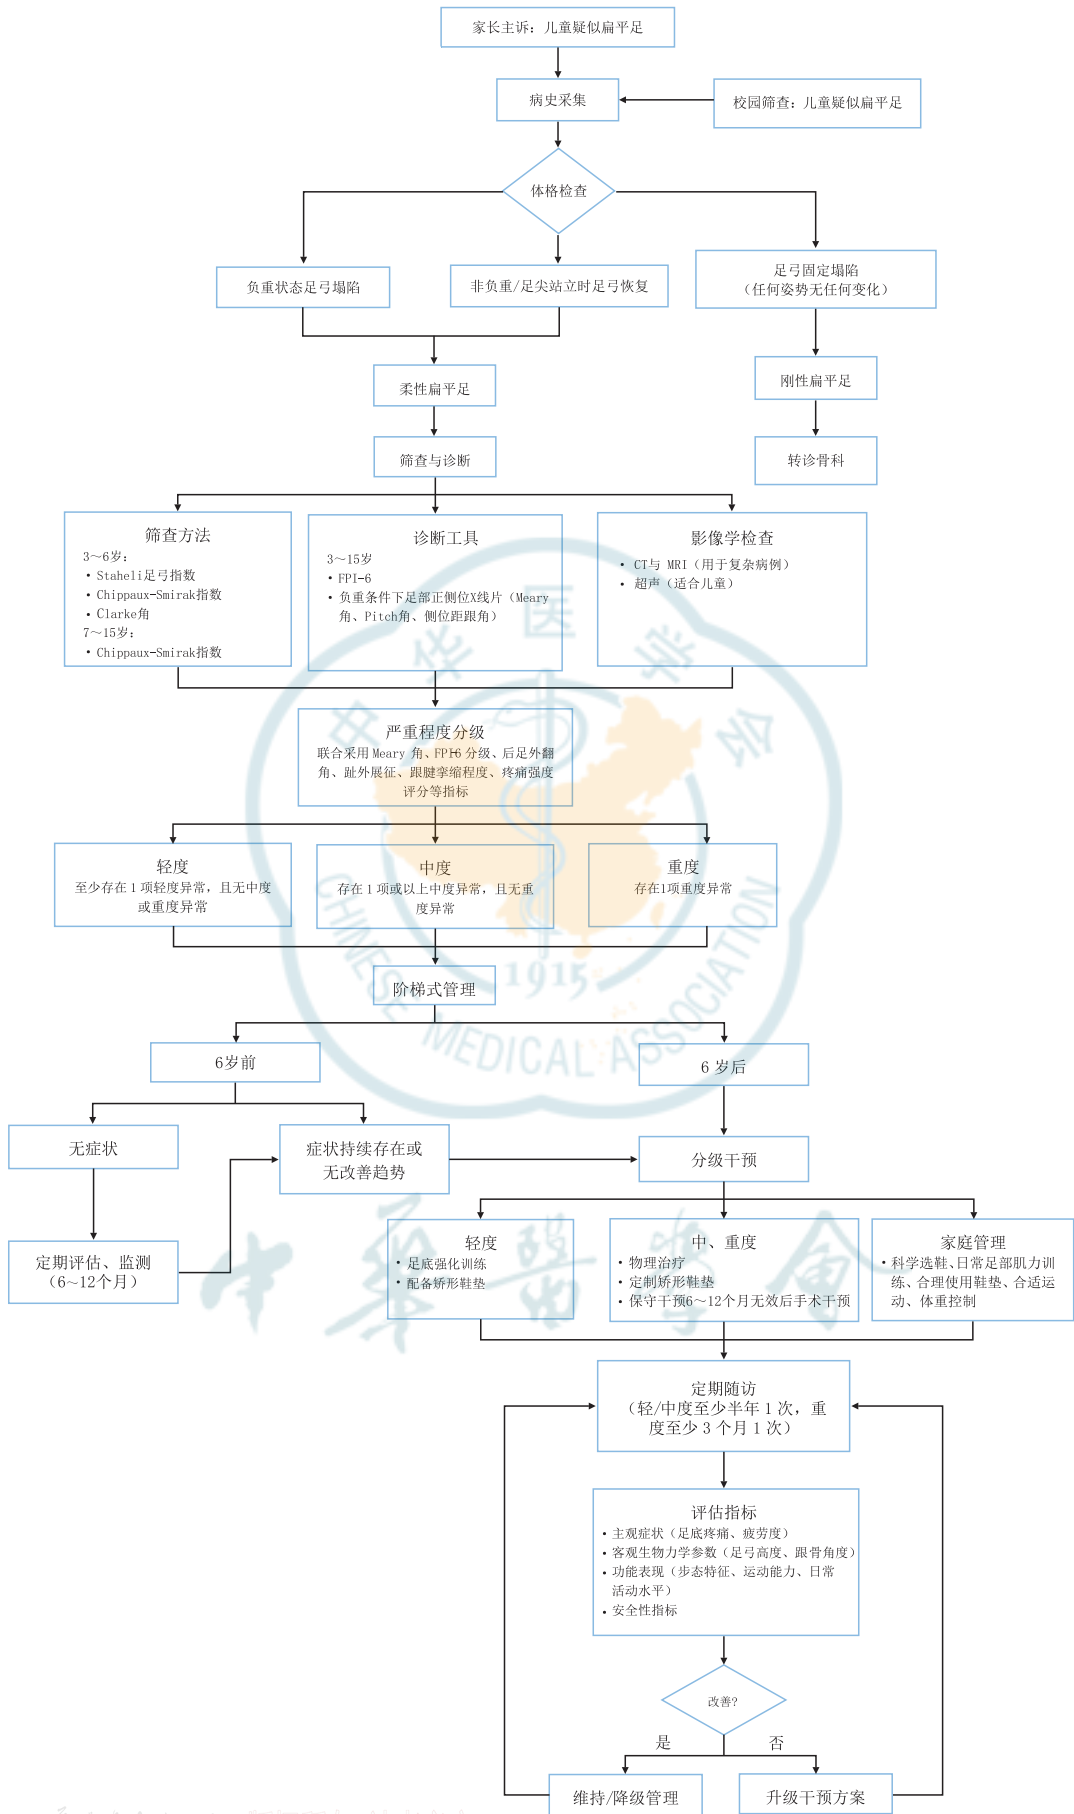 家长主诉：儿童疑似扁平足
病史采集
校园筛查：儿童疑似扁平足
体格检查
负重状态足弓塌陷
非负重/足尖站立时足弓恢复
足弓固定塌陷
（任何姿势无任何变化）
柔性扁平足
刚性扁平足
筛查与诊断
转诊骨科
筛查方法
3～6岁：
• Staheli足弓指数
• Chippaux-Smirak指数
• Clarke角
7～15岁：
• Chippaux-Smirak指数
诊断工具
3～15岁
• FPI-6
• 负重条件下足部正侧位X线片（Meary
角、Pitch角、侧位距跟角）
影像学检查
• CT与 MRI（用于复杂病例）
• 超声（适合儿童）
严重程度分级
联合采用 Meary 角、FPI-6 分级、后足外翻
角、趾外展征、跟腱挛缩程度、疼痛强度
评分等指标
轻度
至少存在 1 项轻度异常，且无中度
或重度异常
中度
存在 1 项或以上中度异常，且无重
度异常
重度
存在1项重度异常
阶梯式管理
6岁前
6 岁后
无症状
症状持续存在或
无改善趋势
分级干预
定期评估、监测
（6～12个月）
轻度
• 足底强化训练
• 配备矫形鞋垫
中、重度
• 物理治疗
• 定制矫形鞋垫
• 保守干预6～12个月无效后手术干预
家庭管理
• 科学选鞋、日常足部肌力训
练、合理使用鞋垫、合适运
动、体重控制
定期随访
（轻/中度至少半年 1 次，重
度至少 3 个月 1 次）
评估指标
• 主观症状（足底疼痛、疲劳度）
• 客观生物力学参数（足弓高度、跟骨角度）
• 功能表现（步态特征、运动能力、日常
活动水平）
• 安全性指标
改善？
是
否
维持/降级管理
升级干预方案
中华医学会
CHINESE MEDICAL ASSOCIATION
1915
中華醫學會